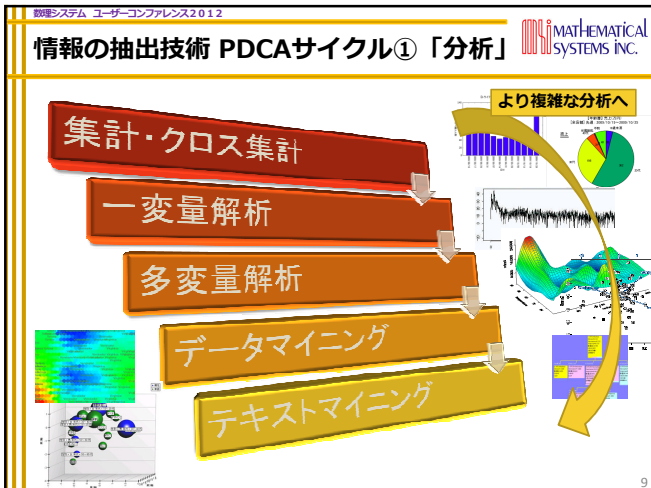 数理システム ユーザーコンファレンス2012
情報の抽出技術 PDCAサイクル①「分析」
MATHEMATICAL
SYSTEMS INC.
より複雑な分析へ
集計・クロス集計
一変量解析
多変量解析
データマイニング
テキストマイニング
9